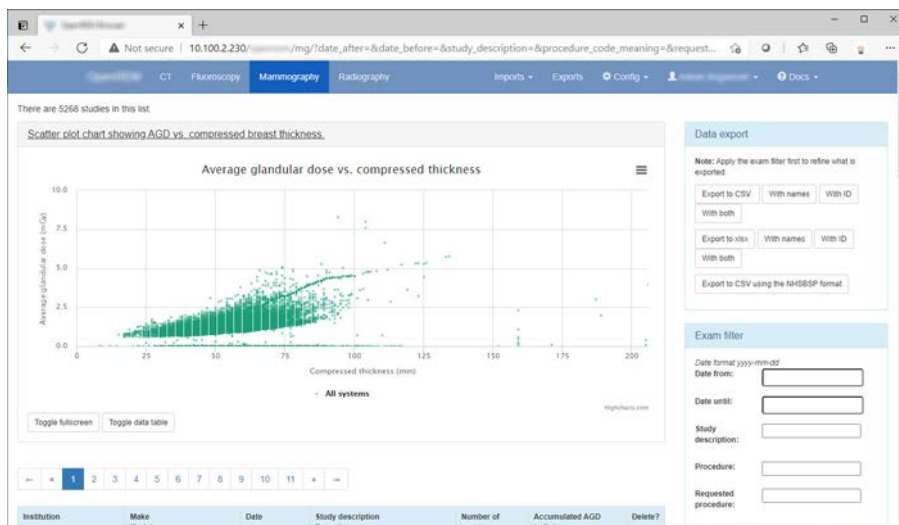 Not secure 10.100.2.230/ /mg/?date_after=&date_before=&study_description=&procedure_code_meaning=&request...
CT Fluoroscopy Mammography Radiography Imports Exports Config Docs
There are 5268 studies in this list.
Scatter plot chart showing AGD vs. compressed breast thickness.
Average glandular dose vs. compressed thickness
Average glandular dose (mGy)
10.0
7.5
5.0
2.5
0.0
0 25 50 75 100 125 150 175 200
Compressed thickness (mm)
All systems
Highcharts.com
Toggle fullscreen Toggle data table
← « 1 2 3 4 5 6 7 8 9 10 11 » →
Institution Make Date Study description Number of Accumulated AGD Delete?
Data export
Note: Apply the exam filter first to refine what is
exported
Export to CSV With names With ID
With both
Export to xlsx With names With ID
With both
Export to CSV using the NHSBSP format
Exam filter
Date format yyyy-mm-dd
Date from:
Date until:
Study
description:
Procedure:
Requested
procedure: